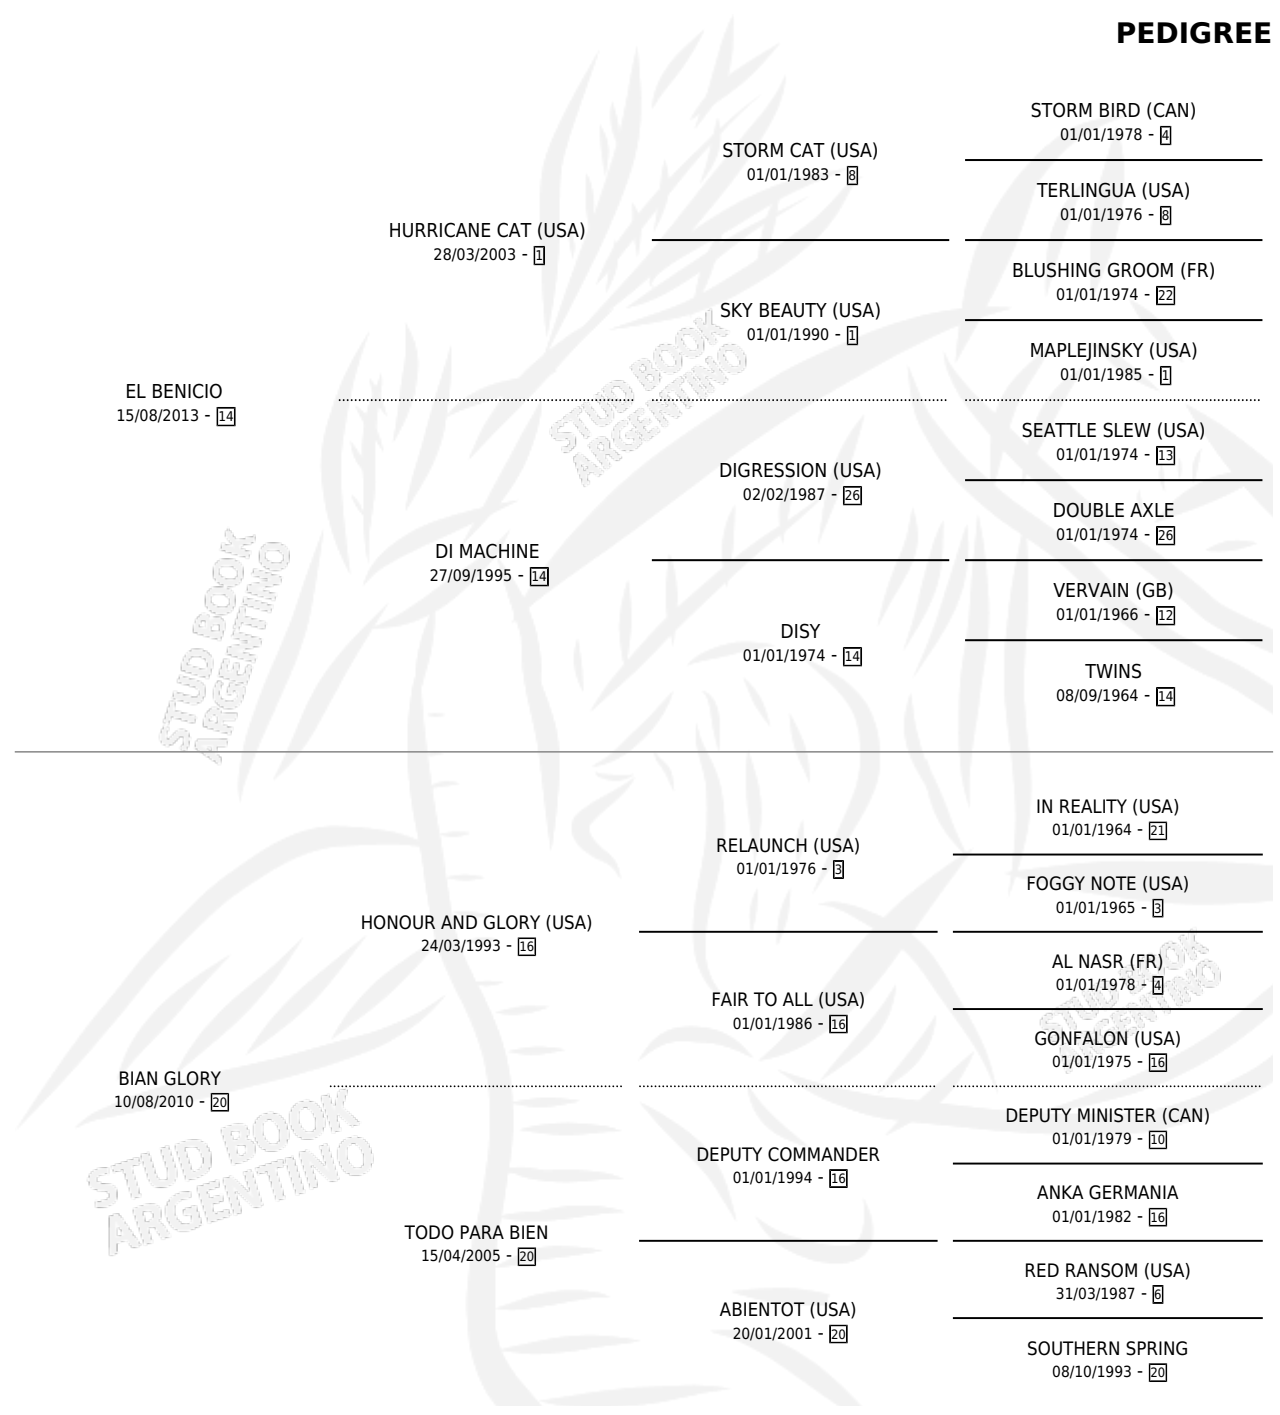 PEDIGREE
STORM BIRD (CAN)
01/01/1978 - 4
STORM CAT (USA)
01/01/1983 - 8
TERLINGUA (USA)
01/01/1976 - 8
HURRICANE CAT (USA)
28/03/2003 - 1
BLUSHING GROOM (FR)
01/01/1974 - 22
SKY BEAUTY (USA)
01/01/1990 - 1
MAPLEJINSKY (USA)
01/01/1985 - 1
EL BENICIO
15/08/2013 - 14
SEATTLE SLEW (USA)
01/01/1974 - 13
DIGRESSION (USA)
02/02/1987 - 26
DOUBLE AXLE
01/01/1974 - 26
DI MACHINE
27/09/1995 - 14
VERVAIN (GB)
01/01/1966 - 12
DISY
01/01/1974 - 14
TWINS
08/09/1964 - 14
IN REALITY (USA)
01/01/1964 - 21
RELAUNCH (USA)
01/01/1976 - 3
FOGGY NOTE (USA)
01/01/1965 - 3
HONOUR AND GLORY (USA)
24/03/1993 - 16
AL NASR (FR)
01/01/1978 - 4
FAIR TO ALL (USA)
01/01/1986 - 16
GONFALON (USA)
01/01/1975 - 16
BIAN GLORY
10/08/2010 - 20
DEPUTY MINISTER (CAN)
01/01/1979 - 10
DEPUTY COMMANDER
01/01/1994 - 16
ANKA GERMANIA
01/01/1982 - 16
TODO PARA BIEN
15/04/2005 - 20
RED RANSOM (USA)
31/03/1987 - 6
ABIENTOT (USA)
20/01/2001 - 20
SOUTHERN SPRING
08/10/1993 - 20
STUD BOOK
ARGENTINO
STUD BOOK
ARGENTINO
STUD BOOK
ARGENTINO
STUD BOOK
ARGENTINO